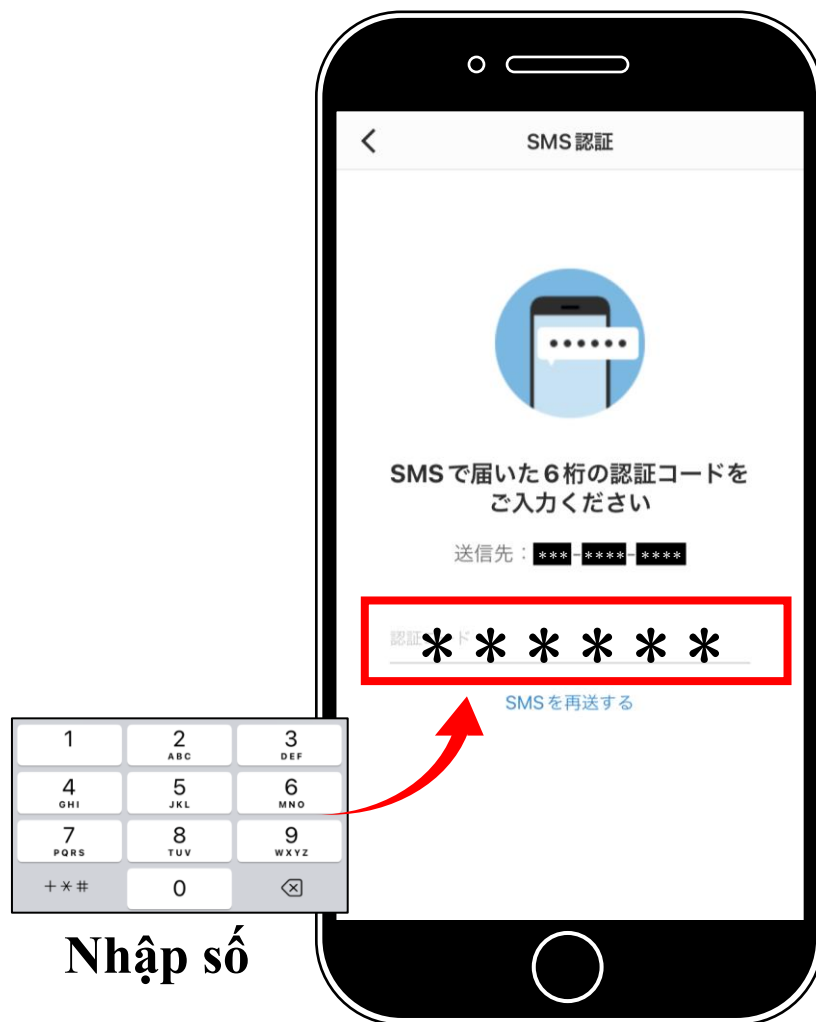 SMS認証
SMSで届いた6桁の認証コードを
ご入力ください
送信先：***-****-****
認証コード
＊＊＊＊＊＊
SMSを再送する
1 2 3
ABC DEF
4 5 6
GHI JKL MNO
7 8 9
PQRS TUV WXYZ
+*# 0
Nhập số